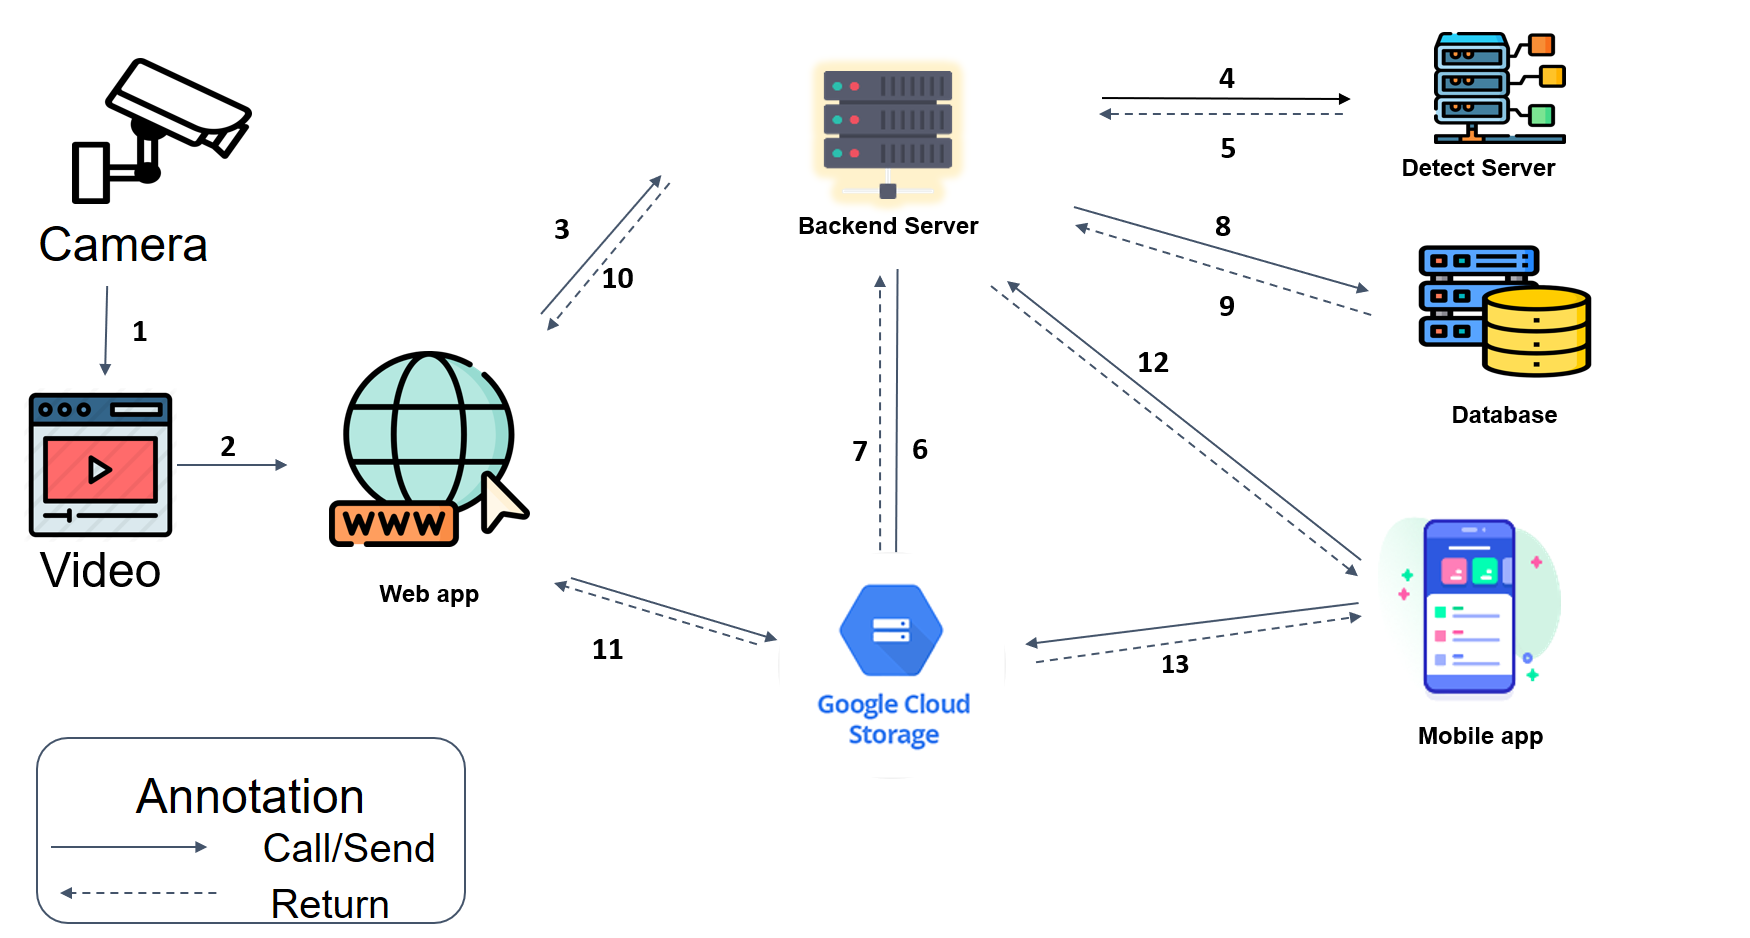 4
5
Detect Server
Backend Server
Camera
3
10
8
9
1
12
Database
2
7
6
WWW
Video
Web app
11
13
Google Cloud
Storage
Mobile app
Annotation
Call/Send
Return